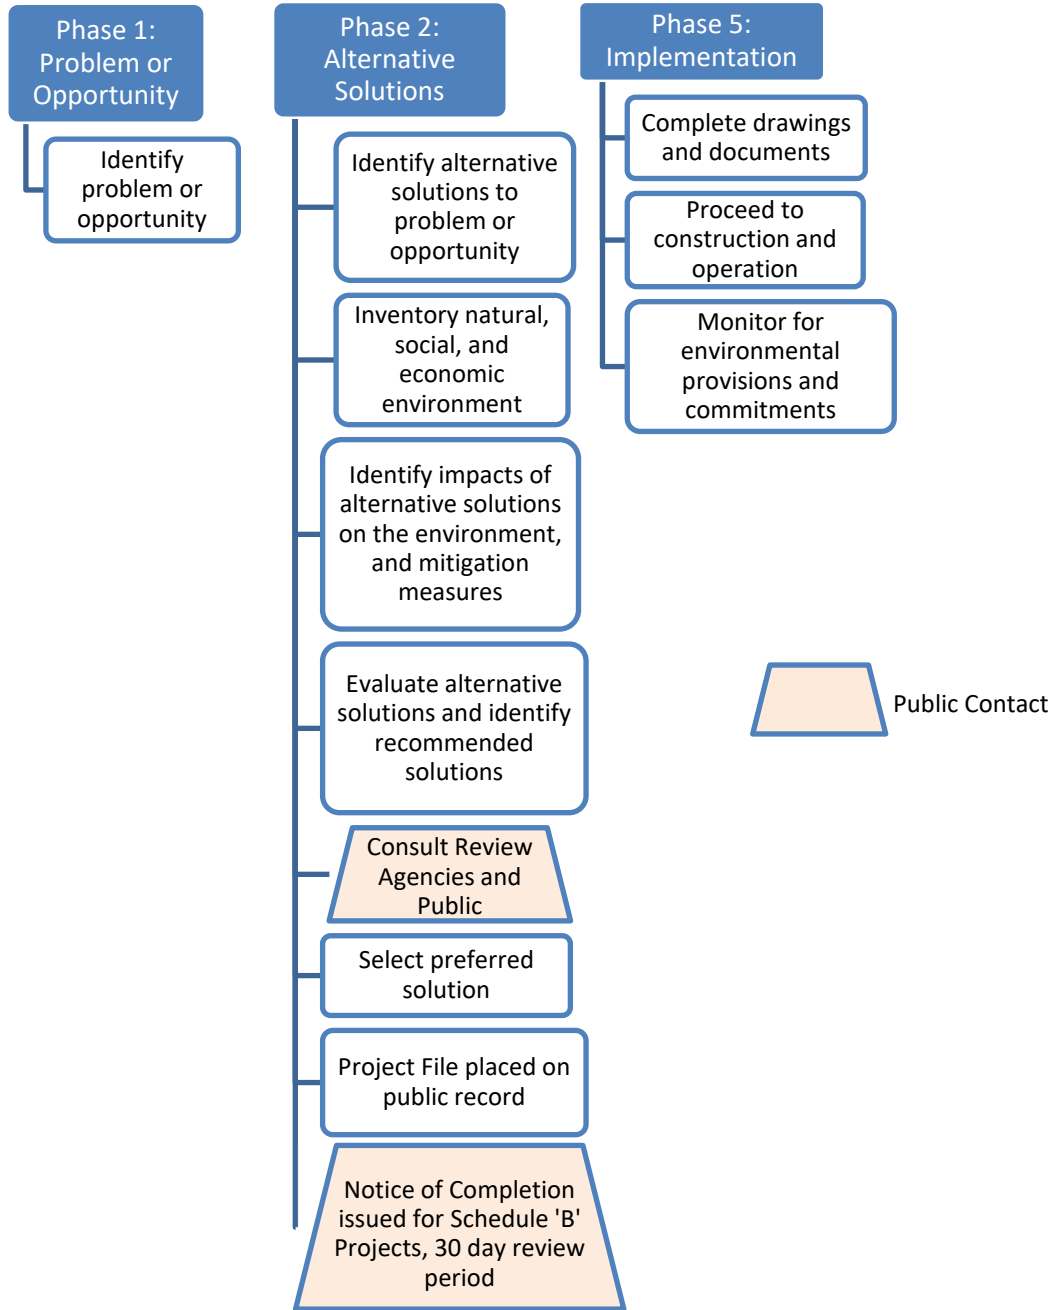 Phase 1:
Problem or
Opportunity
Identify
problem or
opportunity
Phase 2:
Alternative
Solutions
Identify alternative
solutions to
problem or
opportunity
Inventory natural,
social, and
economic
environment
Identify impacts of
alternative solutions
on the environment,
and mitigation
measures
Evaluate alternative
solutions and identify
recommended
solutions
Consult Review
Agencies and
Public
Select preferred
solution
Project File placed on
public record
Notice of Completion
issued for Schedule 'B'
Projects, 30 day review
period
Phase 5:
Implementation
Complete drawings
and documents
Proceed to
construction and
operation
Monitor for
environmental
provisions and
commitments
Public Contact